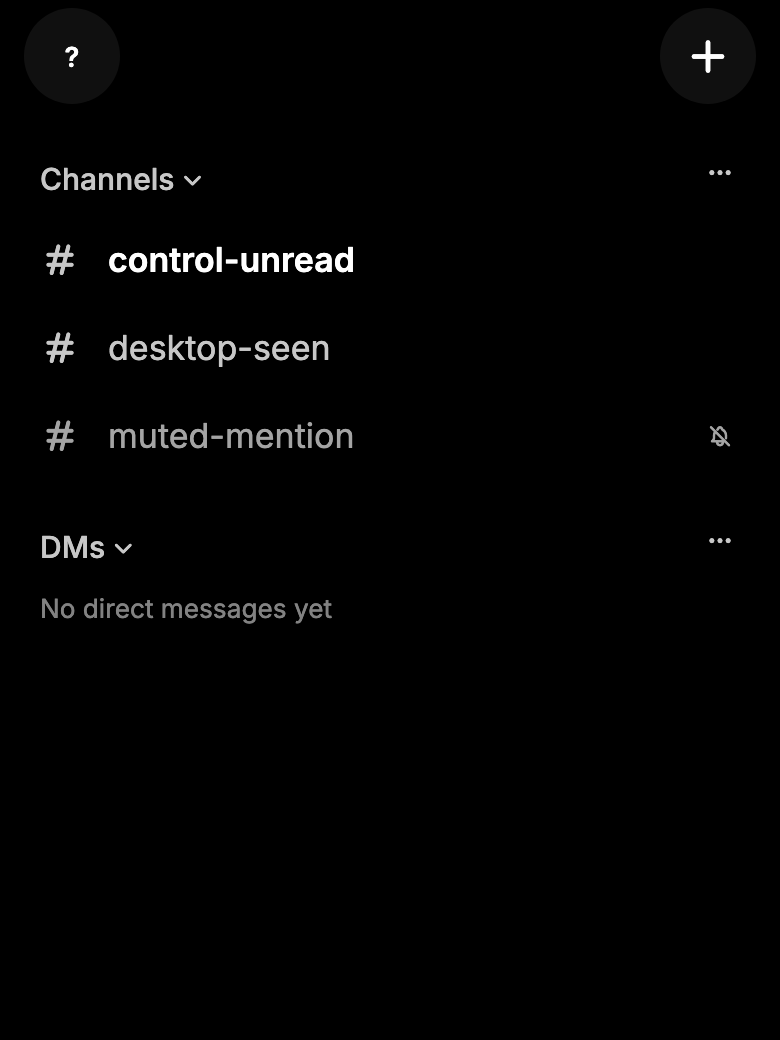 ?
Channels
# control-unread
# desktop-seen
# muted-mention
DMs
No direct messages yet